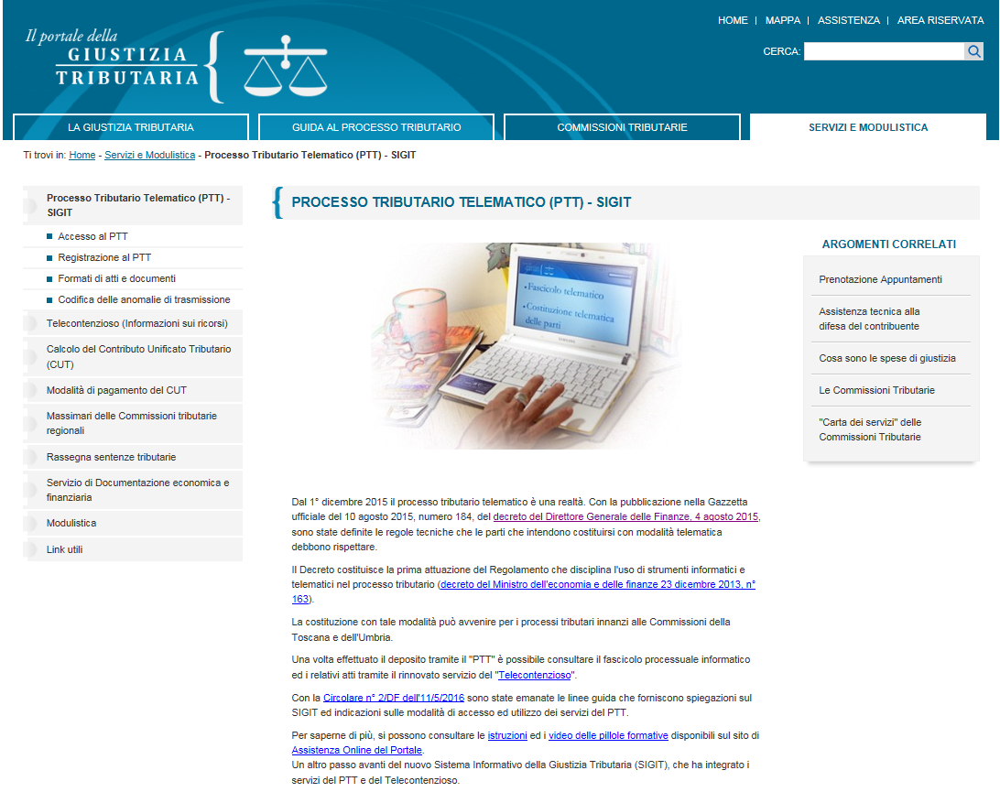 HOME | MAPPA | ASSISTENZA | AREA RISERVATA
Il portale della
GIUSTIZIA
TRIBUTARIA
CERCA:
LA GIUSTIZIA TRIBUTARIA
GUIDA AL PROCESSO TRIBUTARIO
COMMISSIONI TRIBUTARIE
SERVIZI E MODULISTICA
Ti trovi in: Home - Servizi e Modulistica - Processo Tributario Telematico (PTT) - SIGIT
Processo Tributario Telematico (PTT) -
SIGIT
Accesso al PTT
Registrazione al PTT
Formati di atti e documenti
Codifica delle anomalie di trasmissione
Telecontenzioso (Informazioni sui ricorsi)
Calcolo del Contributo Unificato Tributario
(CUT)
Modalità di pagamento del CUT
Massimari delle Commissioni tributarie
regionali
Rassegna sentenze tributarie
Servizio di Documentazione economica e
finanziaria
Modulistica
Link utili
PROCESSO TRIBUTARIO TELEMATICO (PTT) - SIGIT
•Fascicolo telematico
•Costituzione telematica
delle parti
SAMSUNG
Dal 1° dicembre 2015 il processo tributario telematico è una realtà. Con la pubblicazione nella Gazzetta
ufficiale del 10 agosto 2015, numero 184, del decreto del Direttore Generale delle Finanze, 4 agosto 2015,
sono state definite le regole tecniche che le parti che intendono costituirsi con modalità telematica
debbono rispettare.
Il Decreto costituisce la prima attuazione del Regolamento che disciplina l'uso di strumenti informatici e
telematici nel processo tributario (decreto del Ministro dell'economia e delle finanze 23 dicembre 2013, n°
163).
La costituzione con tale modalità può avvenire per i processi tributari innanzi alle Commissioni della
Toscana e dell'Umbria.
Una volta effettuato il deposito tramite il "PTT" è possibile consultare il fascicolo processuale informatico
ed i relativi atti tramite il rinnovato servizio del "Telecontenzioso".
Con la Circolare n° 2/DF dell'11/5/2016 sono state emanate le linee guida che forniscono spiegazioni sul
SIGIT ed indicazioni sulle modalità di accesso ed utilizzo dei servizi del PTT.
Per saperne di più, si possono consultare le istruzioni ed i video delle pillole formative disponibili sul sito di
Assistenza Online del Portale.
Un altro passo avanti del nuovo Sistema Informativo della Giustizia Tributaria (SIGIT), che ha integrato i
servizi del PTT e del Telecontenzioso.
ARGOMENTI CORRELATI
Prenotazione Appuntamenti
Assistenza tecnica alla
difesa del contribuente
Cosa sono le spese di giustizia
Le Commissioni Tributarie
"Carta dei servizi" delle
Commissioni Tributarie